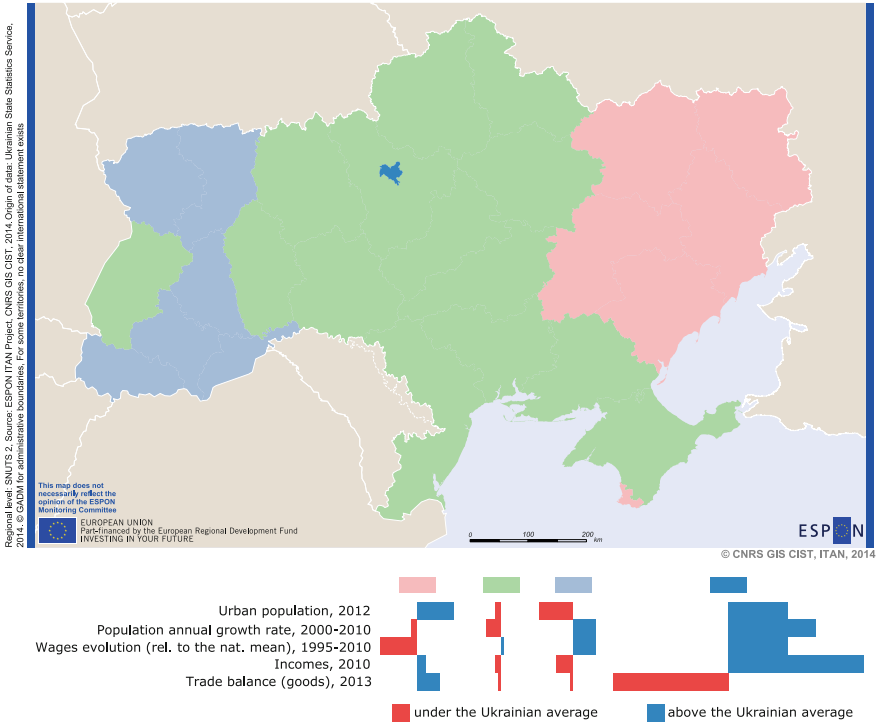 Regional level: SNUTS 2, Source: ESPON ITAN Project, CNRS GIS CIST, 2014, Origin of data: Ukrainian State Statistics Service,
2014. © GADM for administrative boundaries, For some territories, no clear international statement exists
This map does not
necessarily reflect the
opinion of the ESPON
Monitoring Committee
EUROPEAN UNION
Part-financed by the European Regional Development Fund
INVESTING IN YOUR FUTURE
0 100 200
km
ESPON
© CNRS GIS CIST, ITAN, 2014
Urban population, 2012
Population annual growth rate, 2000-2010
Wages evolution (rel. to the nat. mean), 1995-2010
Incomes, 2010
Trade balance (goods), 2013
under the Ukrainian average
above the Ukrainian average